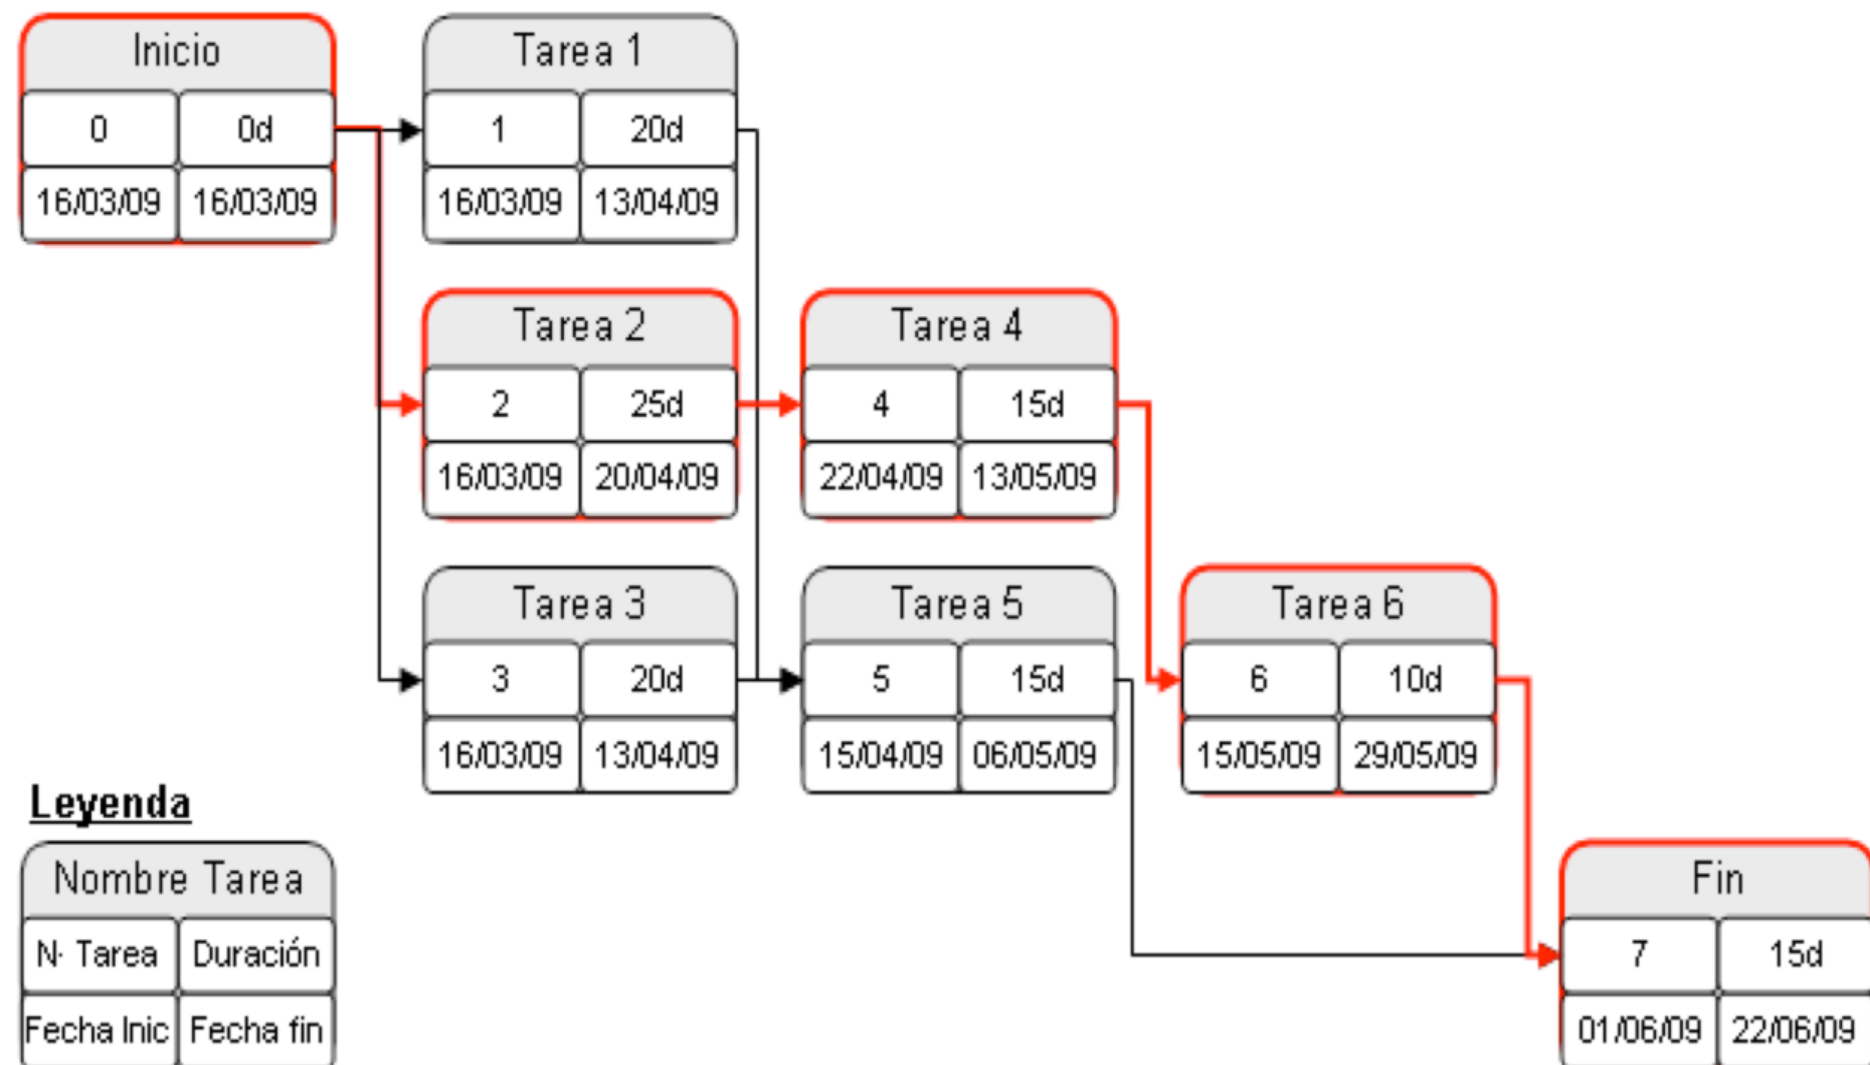 Inicio
0 0d
16/03/09 16/03/09
Tarea 1
1 20d
16/03/09 13/04/09
Tarea 2
2 25d
16/03/09 20/04/09
Tarea 4
4 15d
22/04/09 13/05/09
Tarea 3
3 20d
16/03/09 13/04/09
Tarea 5
5 15d
15/04/09 06/05/09
Tarea 6
6 10d
15/05/09 29/05/09
Leyenda
Nombre Tarea
N· Tarea Duración
Fecha Inic Fecha fin
Fin
7 15d
01/06/09 22/06/09